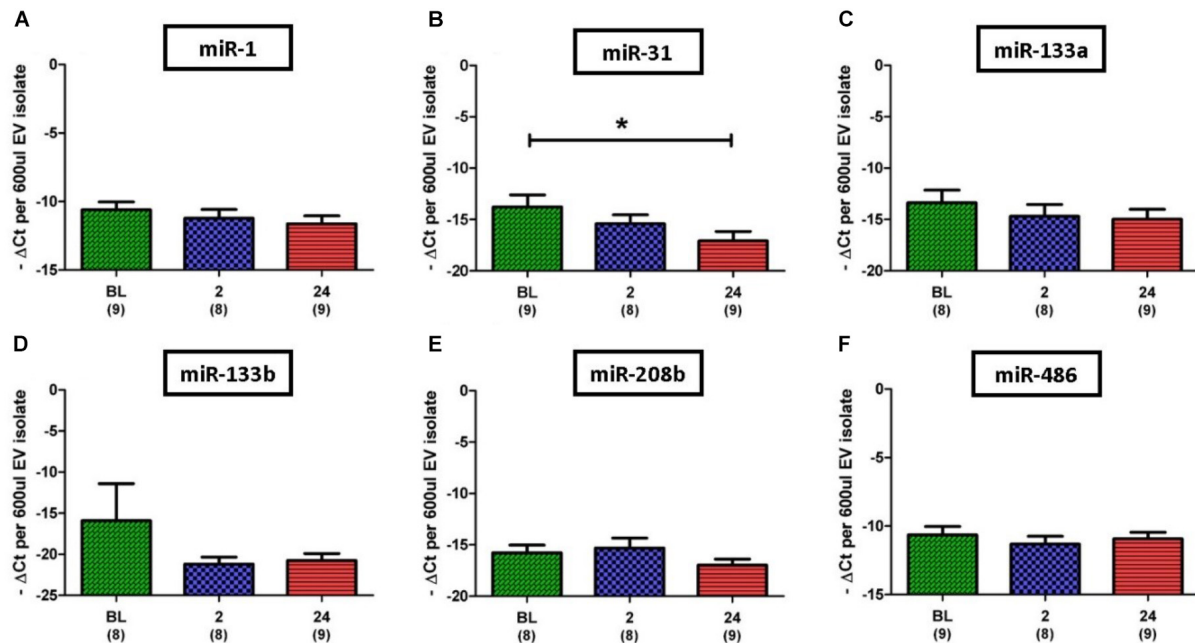 A
miR-1
- ΔCt per 600ul EV isolate
0
-5
-10
-15
BL
(9)
2
(8)
24
(9)
B
miR-31
- ΔCt per 600ul EV isolate
0
-5
-10
-15
-20
*
BL
(9)
2
(8)
24
(9)
C
miR-133a
- ΔCt per 600ul EV isolate
0
-5
-10
-15
-20
BL
(8)
2
(8)
24
(9)
D
miR-133b
- ΔCt per 600ul EV isolate
0
-5
-10
-15
-20
-25
BL
(8)
2
(8)
24
(9)
E
miR-208b
- ΔCt per 600ul EV isolate
0
-5
-10
-15
-20
BL
(8)
2
(8)
24
(9)
F
miR-486
- ΔCt per 600ul EV isolate
0
-5
-10
-15
BL
(9)
2
(8)
24
(9)